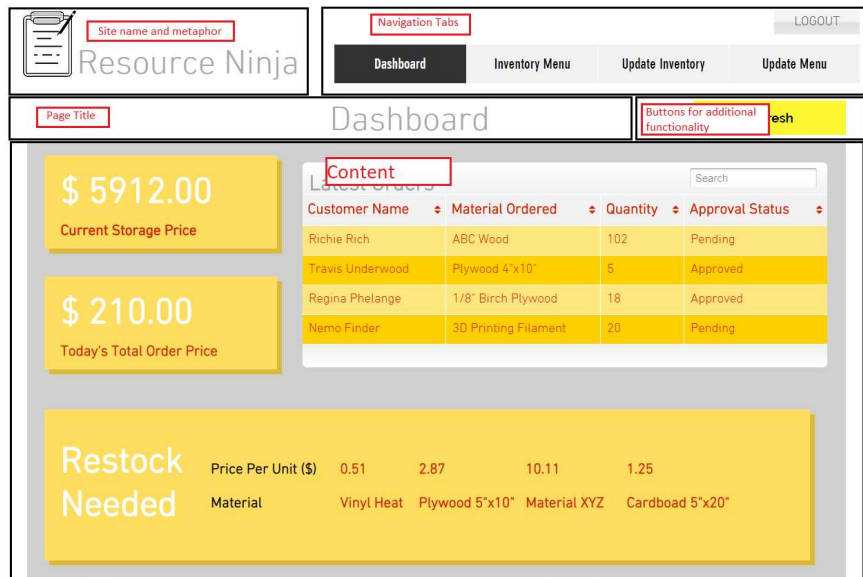 Site name and metaphor
Resource Ninja
Navigation Tabs
LOGOUT
Dashboard Inventory Menu Update Inventory Update Menu
Page Title
Dashboard
Buttons for additional
functionality
resh
$ 5912.00
Current Storage Price
$ 210.00
Today's Total Order Price
Content
Latest Orders
Search
Customer Name Material Ordered Quantity Approval Status
Richie Rich ABC Wood 102 Pending
Travis Underwood Plywood 4"x10" 5 Approved
Regina Phelange 1/8" Birch Plywood 18 Approved
Nemo Finder 3D Printing Filament 20 Pending
Restock
Needed
Price Per Unit ($) 0.51 2.87 10.11 1.25
Material Vinyl Heat Plywood 5"x10" Material XYZ Cardboad 5"x20"